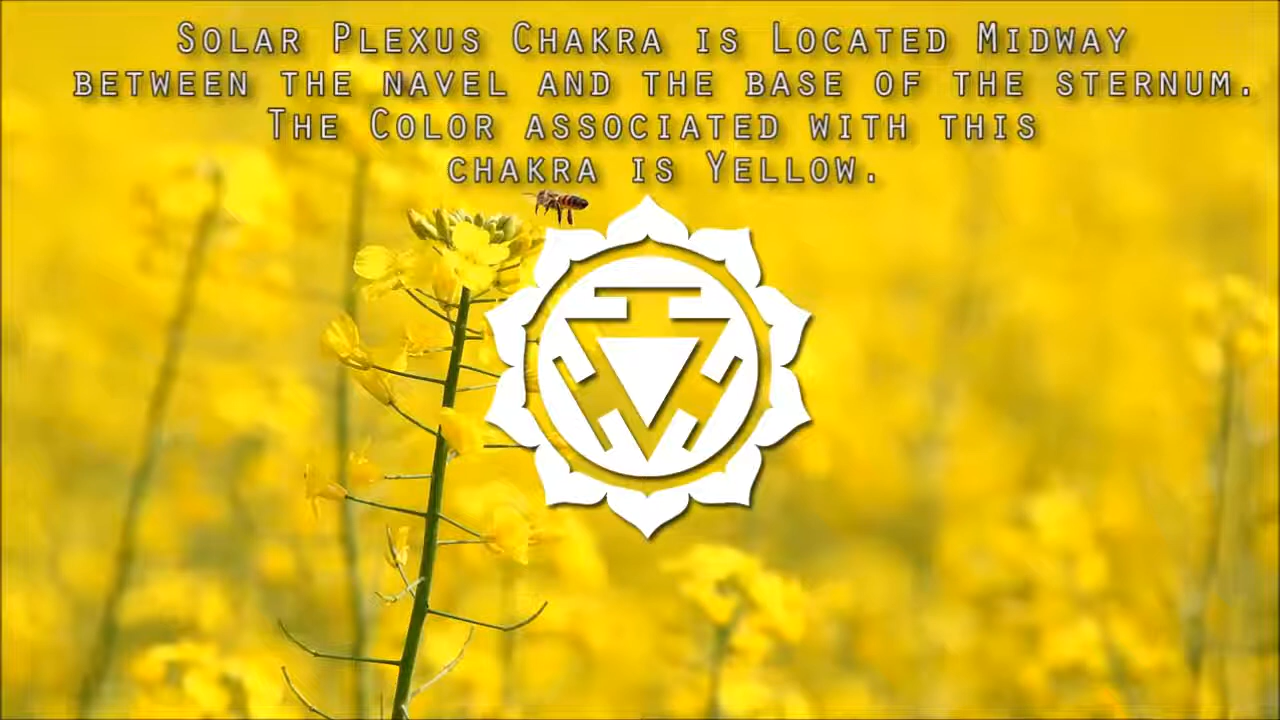 Solar Plexus Chakra is Located Midway
between the navel and the base of the sternum.
The Color associated with this
chakra is Yellow.